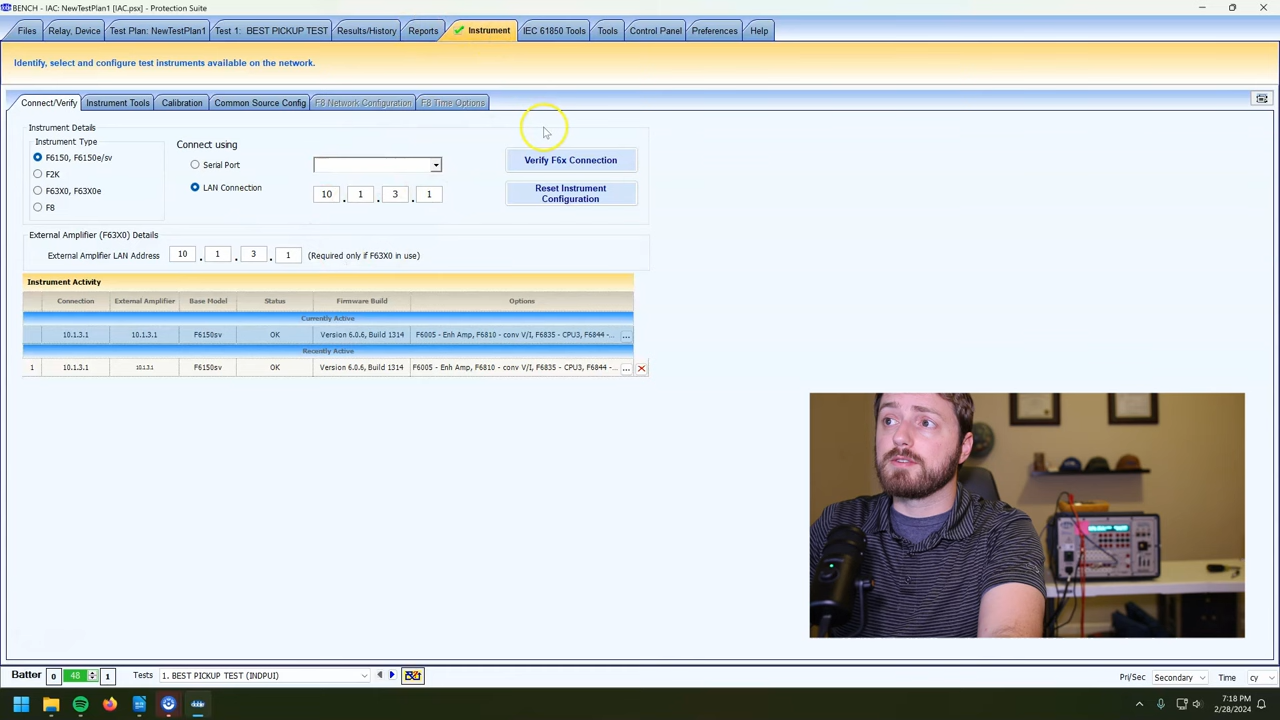 BENCH - IAC: NewTestPlan1 [IAC.psx] - Protection Suite
Files Relay, Device Test Plan: NewTestPlan1 Test 1: BEST PICKUP TEST Results/History Reports Instrument IEC 61850 Tools Tools Control Panel Preferences Help
Identify, select and configure test instruments available on the network.
Connect/Verify Instrument Tools Calibration Common Source Config F8 Network Configuration F8 Time Options
Instrument Details
Instrument Type
F6150, F6150e/sv
F2K
F63X0, F63X0e
F8
Connect using
Serial Port
LAN Connection 10 . 1 . 3 . 1
Verify F6x Connection
Reset Instrument
Configuration
External Amplifier (F63X0) Details
External Amplifier LAN Address 10 . 1 . 3 . 1 (Required only if F63X0 in use)
Instrument Activity
Connection External Amplifier Base Model Status Firmware Build Options
Currently Active
10.1.3.1 10.1.3.1 F6150sv OK Version 6.0.6, Build 1314 F6005 - Enh Amp, F6810 - conv V/I, F6835 - CPU3, F6844 -... ...
Recently Active
1 10.1.3.1 10.1.3.1 F6150sv OK Version 6.0.6, Build 1314 F6005 - Enh Amp, F6810 - conv V/I, F6835 - CPU3, F6844 -... ...
Batter 0 48 1 Tests 1. BEST PICKUP TEST (INDPUI) Pri/Sec Secondary Time cy
7:18 PM
2/28/2024